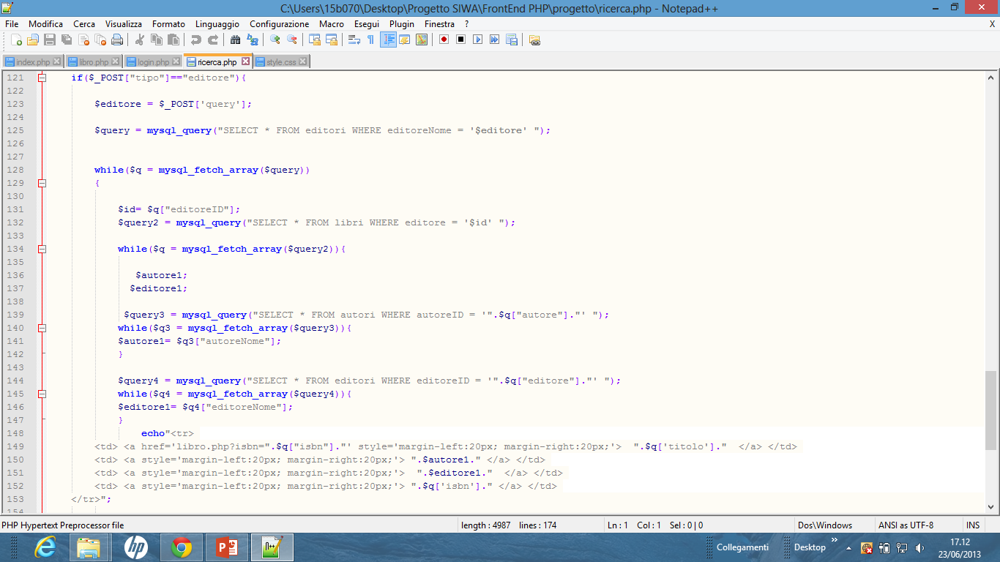 C:\Users\15b070\Desktop\Progetto SIWA\FrontEnd PHP\progetto\ricerca.php - Notepad++
File Modifica Cerca Visualizza Formato Linguaggio Configurazione Macro Esegui Plugin Finestra ? X
index.php libro.php login.php ricerca.php style.css
121 if($_POST["tipo"]=="editore"){
122
123 $editore = $_POST['query'];
124
125 $query = mysql_query("SELECT * FROM editori WHERE editoreNome = '$editore' ");
126
127
128 while($q = mysql_fetch_array($query))
129 {
130
131 $id= $q["editoreID"];
132 $query2 = mysql_query("SELECT * FROM libri WHERE editore = '$id' ");
133
134 while($q = mysql_fetch_array($query2)){
135
136 $autore1;
137 $editore1;
138
139 $query3 = mysql_query("SELECT * FROM autori WHERE autoreID = '".$q["autore"]."' ");
140 while($q3 = mysql_fetch_array($query3)){
141 $autore1= $q3["autoreNome"];
142 }
143
144 $query4 = mysql_query("SELECT * FROM editori WHERE editoreID = '".$q["editore"]."' ");
145 while($q4 = mysql_fetch_array($query4)){
146 $editore1= $q4["editoreNome"];
147 }
148 echo"<tr>
149 <td> <a href='libro.php?isbn=".$q["isbn"]."' style='margin-left:20px; margin-right:20px;'> ".$q['titolo']." </a> </td>
150 <td> <a style='margin-left:20px; margin-right:20px;'> ".$autore1." </a> </td>
151 <td> <a style='margin-left:20px; margin-right:20px;'> ".$editore1." </a> </td>
152 <td> <a style='margin-left:20px; margin-right:20px;'> ".$q['isbn']." </a> </td>
153 </tr>";
154
PHP Hypertext Preprocessor file length : 4987 lines : 174 Ln : 1 Col : 1 Sel : 0 | 0 Dos\Windows ANSI as UTF-8 INS
Collegamenti Desktop » 17.12
23/06/2013